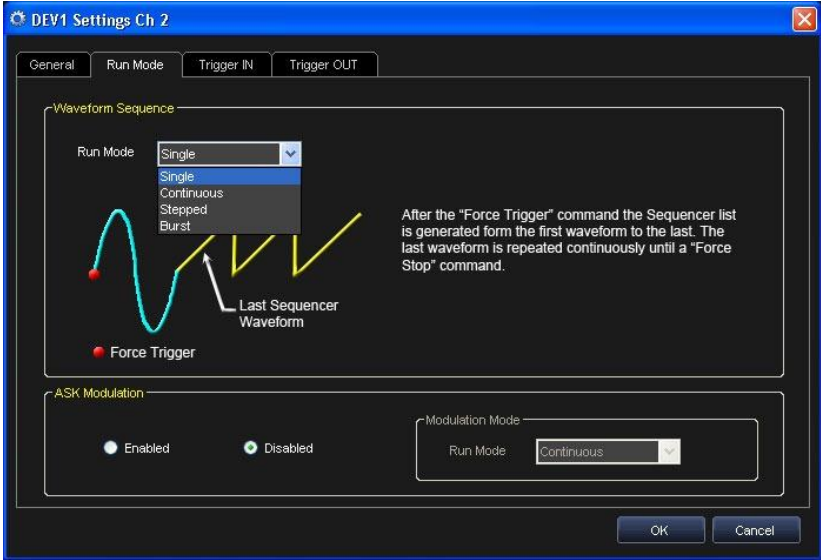 DEV1 Settings Ch 2
General
Run Mode
Trigger IN
Trigger OUT
Waveform Sequence
Run Mode
Single
Single
Continuous
Stepped
Burst
After the “Force Trigger” command the Sequencer list
is generated form the first waveform to the last. The
last waveform is repeated continuously until a “Force
Stop” command.
Last Sequencer
Waveform
Force Trigger
ASK Modulation
Enabled
Disabled
Modulation Mode
Run Mode
Continuous
OK
Cancel